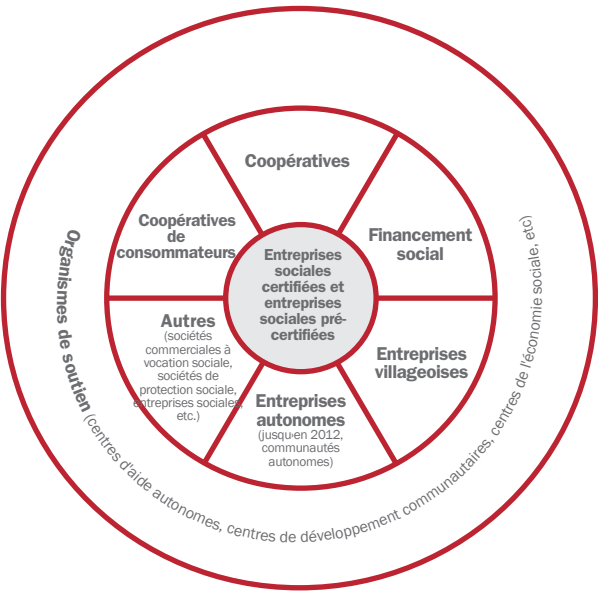 Coopératives
Financement
social
Entreprises
villageoises
Entreprises
autonomes
(jusqu›en 2012,
communautés
autonomes)
Autres
(sociétés
commerciales à
vocation sociale,
sociétés de
protection sociale,
entreprises sociales,
etc.)
Coopératives
de
consommateurs
Entreprises
sociales
certifiées et
entreprises
sociales pré-
certifiées
Organismes de soutien (centres d'aide autonomes, centres de développement communautaires, centres de l'économie sociale, etc)